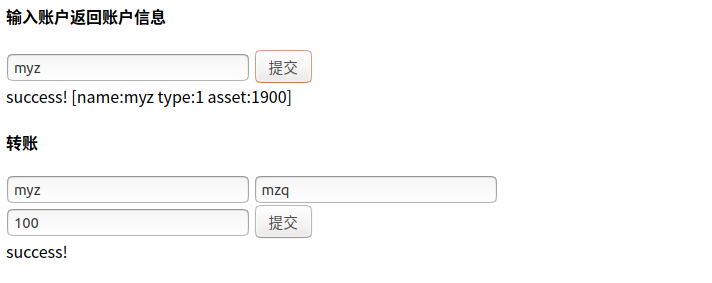 输入账户返回账户信息
myz 提交
success! [name:myz type:1 asset:1900]
转账
myz mzq
100 提交
success!